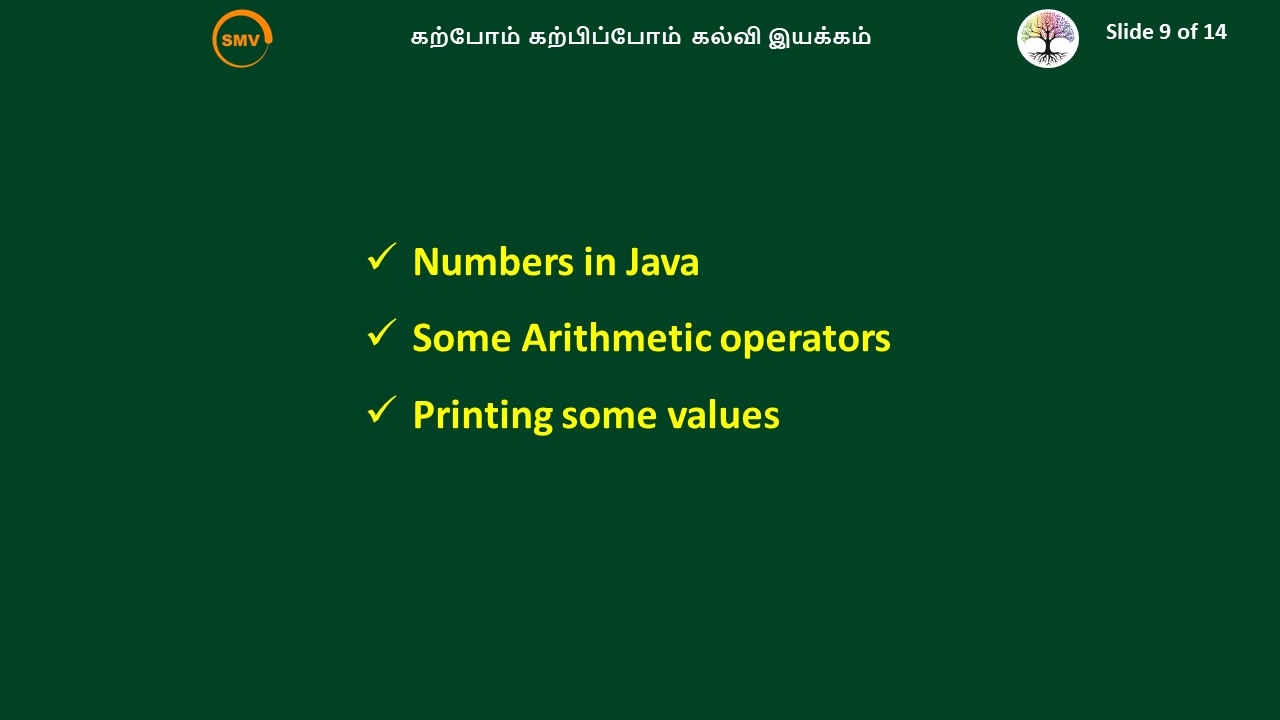 SMV
கற்போம் கற்பிப்போம் கல்வி இயக்கம்
Slide 9 of 14
✓ Numbers in Java
✓ Some Arithmetic operators
✓ Printing some values